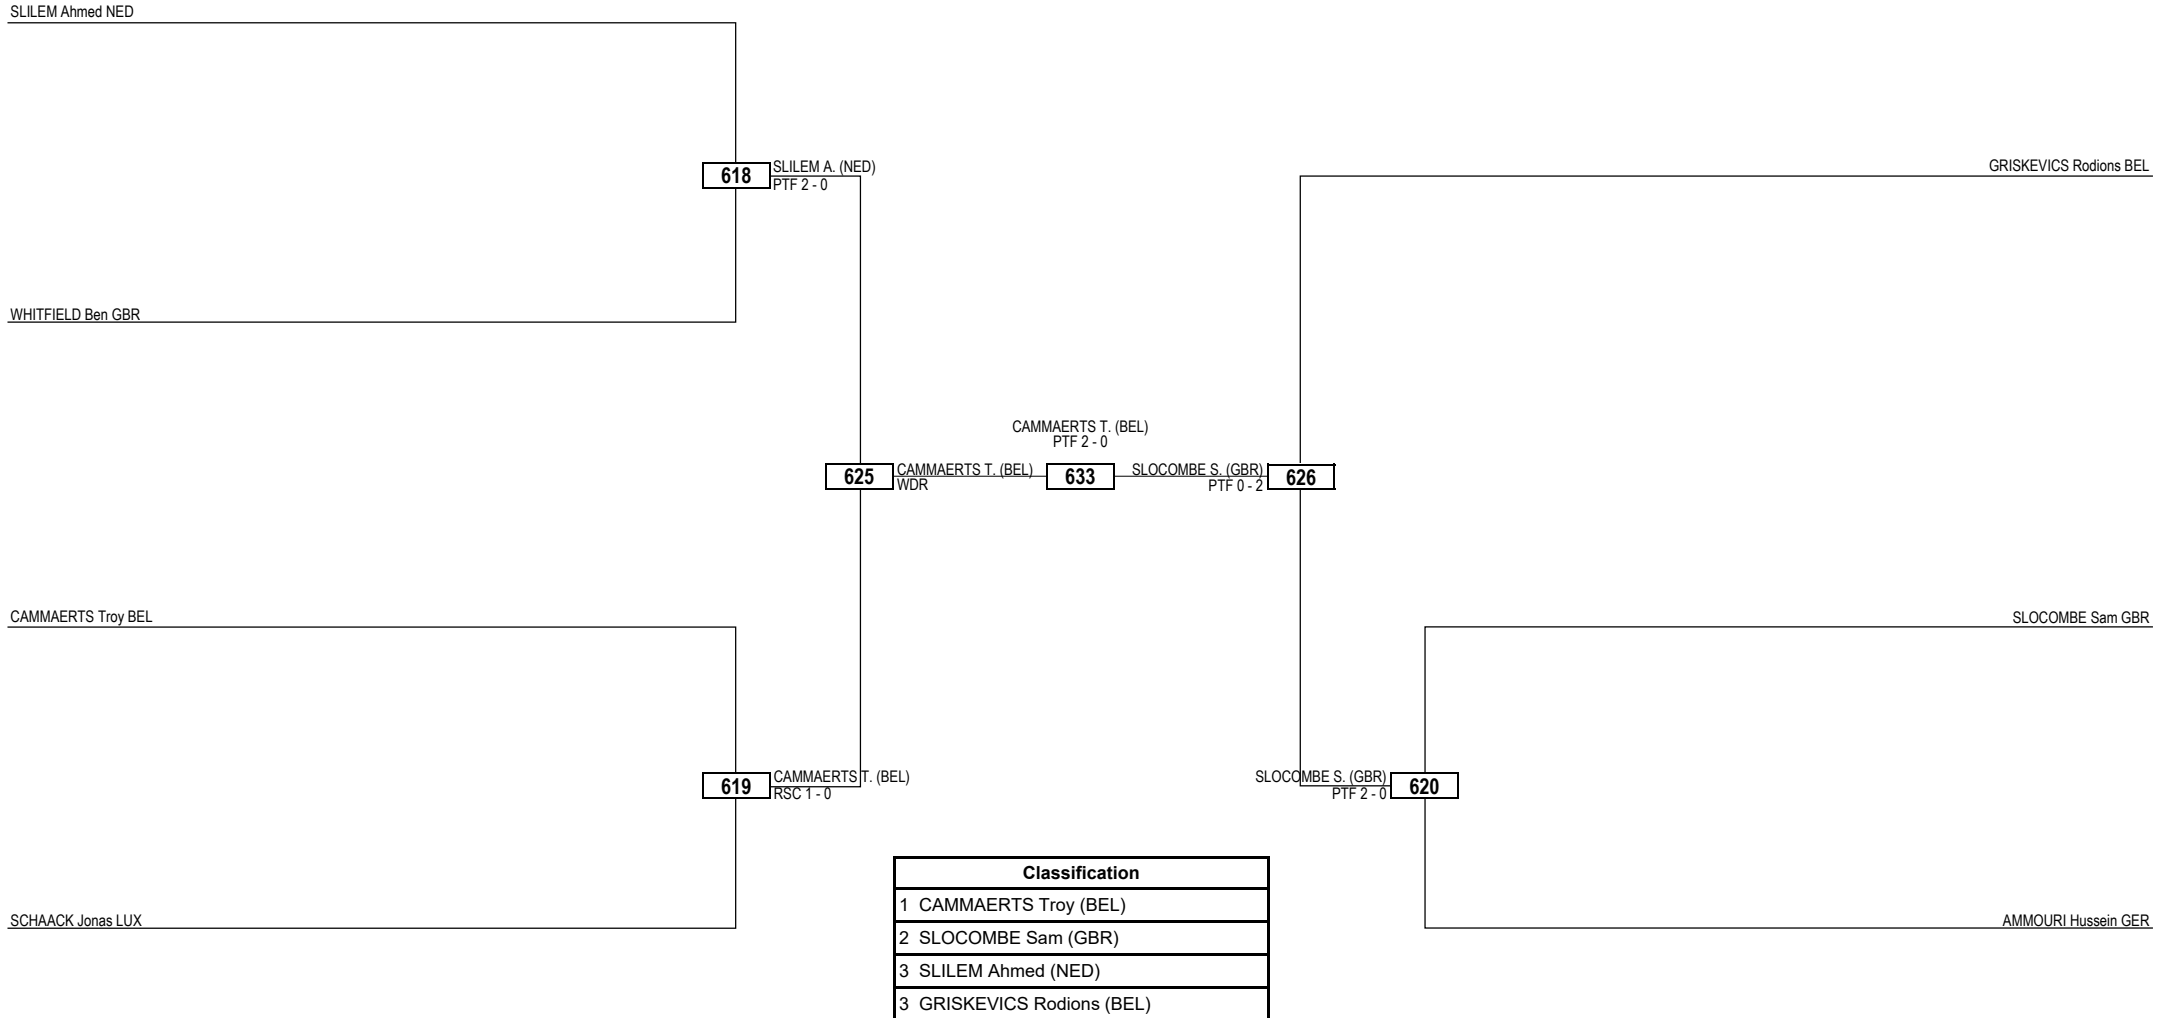 SLILEM Ahmed NED
618
SLILEM A. (NED)
PTF 2 - 0
WHITFIELD Ben GBR
GRISKEVICS Rodions BEL
CAMMAERTS T. (BEL)
PTF 2 - 0
625
CAMMAERTS T. (BEL)
WDR
633
SLOCOMBE S. (GBR)
PTF 0 - 2
626
CAMMAERTS Troy BEL
619
CAMMAERTS T. (BEL)
RSC 1 - 0
SCHAACK Jonas LUX
SLOCOMBE Sam GBR
SLOCOMBE S. (GBR)
PTF 2 - 0
620
AMMOURI Hussein GER
Classification
1 CAMMAERTS Troy (BEL)
2 SLOCOMBE Sam (GBR)
3 SLILEM Ahmed (NED)
3 GRISKEVICS Rodions (BEL)